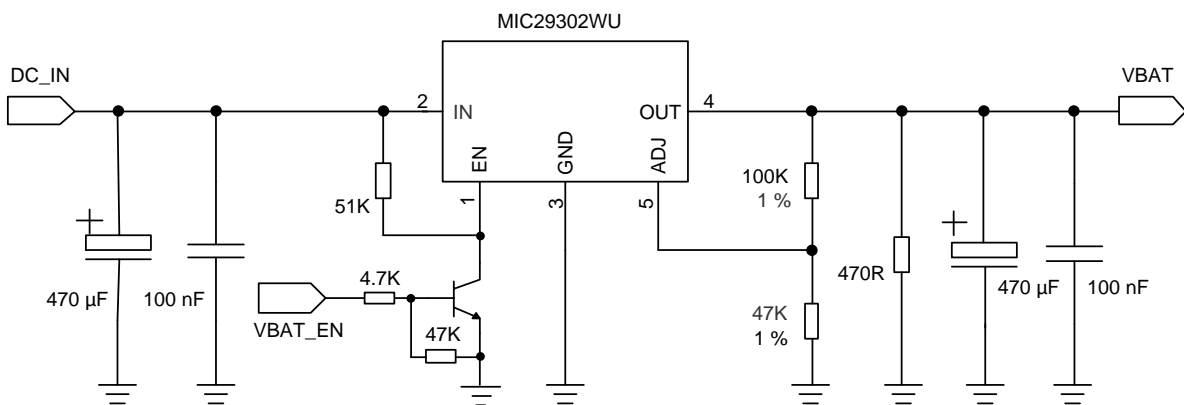 MIC29302WU
DC_IN
VBAT
2
IN
OUT
4
EN
GND
ADJ
1
3
5
51K
100K
1 %
470 µF
100 nF
4.7K
VBAT_EN
47K
47K
1 %
470R
470 µF
100 nF